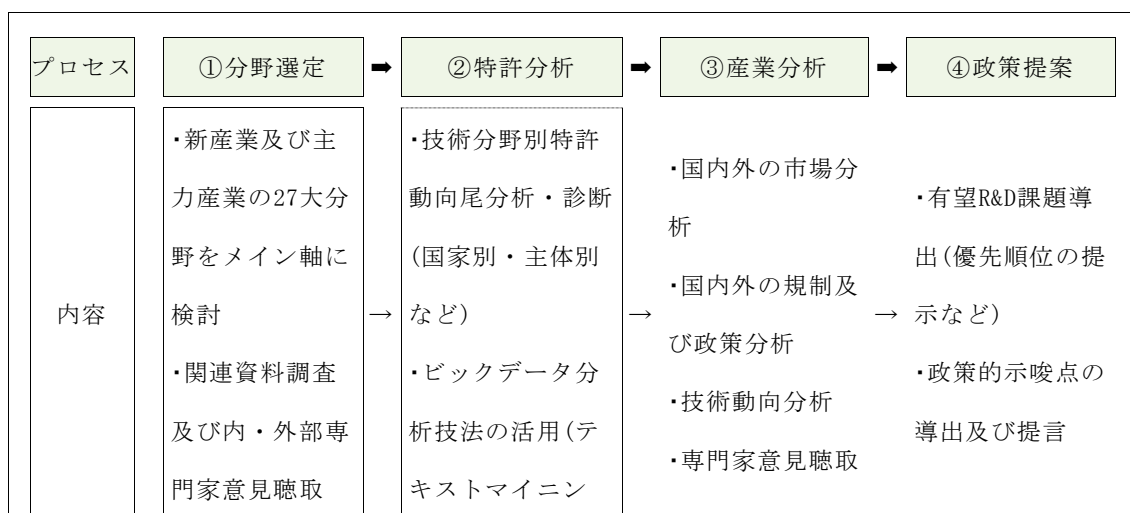 プロセス
①分野選定
➡
②特許分析
➡
③産業分析
➡
④政策提案
内容
・新産業及び主
力産業の27大分
野をメイン軸に
検討
・関連資料調査
及び内・外部専
門家意見聴取
→
・技術分野別特許
動向尾分析・診断
(国家別・主体別
など)
・ビックデータ分
析技法の活用(テ
キストマイニン
→
・国内外の市場分
析
・国内外の規制及
び政策分析
・技術動向分析
・専門家意見聴取
→
・有望R&D課題導
出(優先順位の提
示など)
・政策的示唆点の
導出及び提言